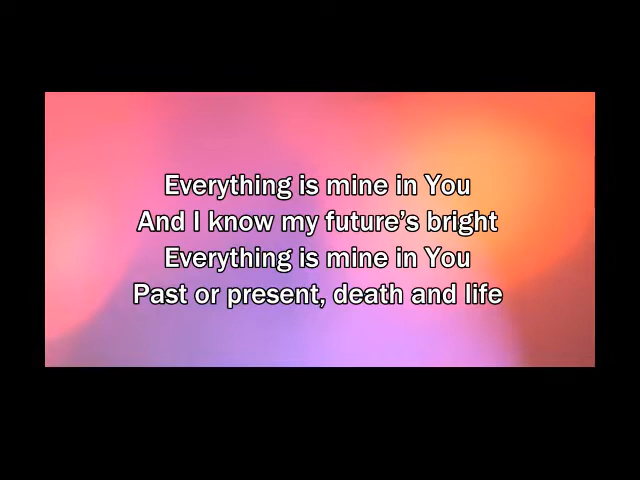 Everything is mine in You
And I know my future’s bright
Everything is mine in You
Past or present, death and life